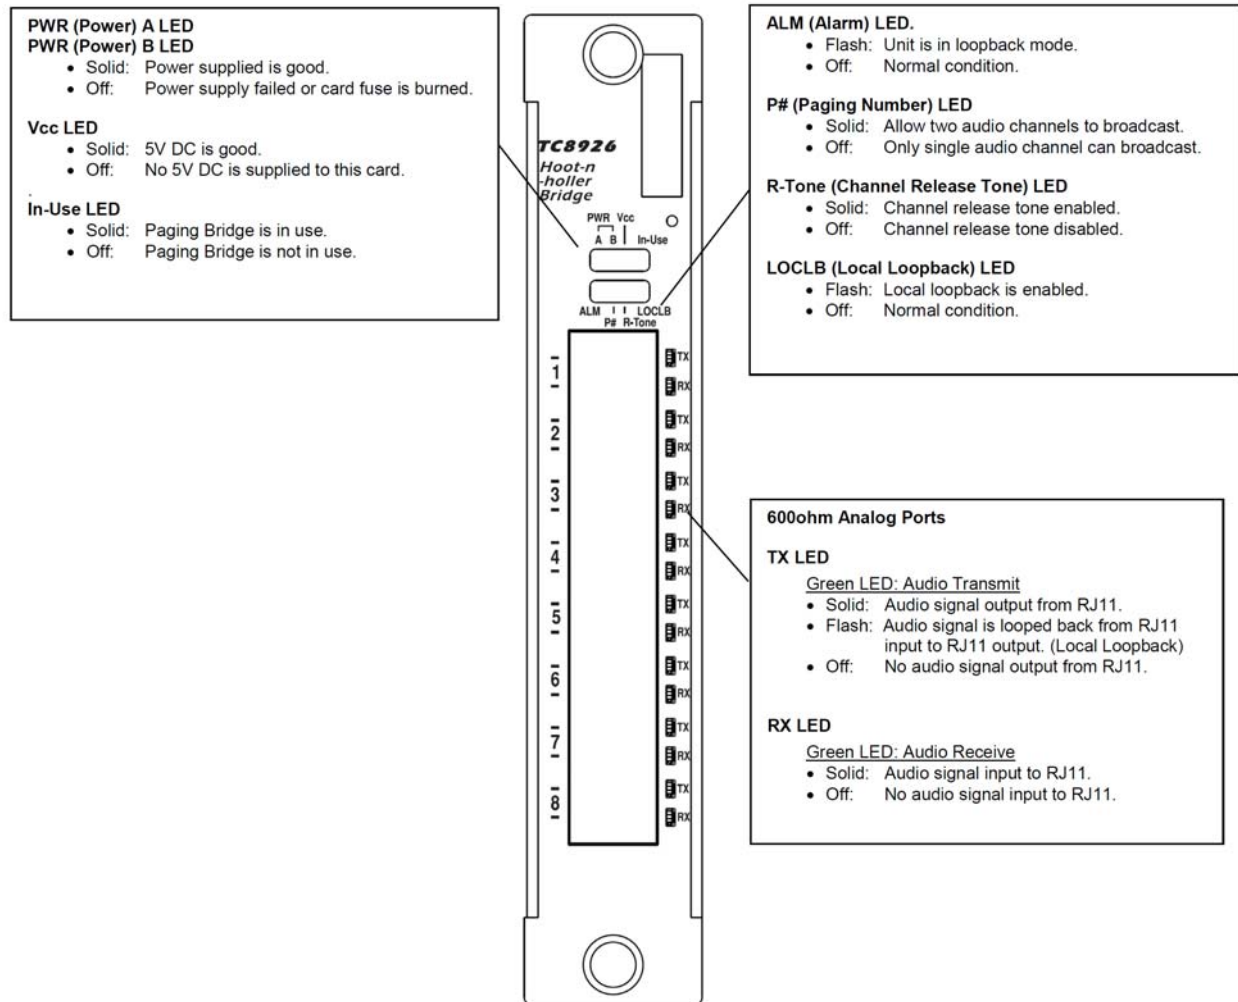 PWR (Power) A LED
PWR (Power) B LED
• Solid: Power supplied is good.
• Off: Power supply failed or card fuse is burned.
Vcc LED
• Solid: 5V DC is good.
• Off: No 5V DC is supplied to this card.
.
In-Use LED
• Solid: Paging Bridge is in use.
• Off: Paging Bridge is not in use.
TC8926
Hoot-n
-holler
Bridge
PWR Vcc
A B In-Use
ALM LOCLB
P# R-Tone
1
TX
RX
2
TX
RX
3
TX
RX
4
TX
RX
5
TX
RX
6
TX
RX
7
TX
RX
8
TX
RX
ALM (Alarm) LED.
• Flash: Unit is in loopback mode.
• Off: Normal condition.
P# (Paging Number) LED
• Solid: Allow two audio channels to broadcast.
• Off: Only single audio channel can broadcast.
R-Tone (Channel Release Tone) LED
• Solid: Channel release tone enabled.
• Off: Channel release tone disabled.
LOCLB (Local Loopback) LED
• Flash: Local loopback is enabled.
• Off: Normal condition.
600ohm Analog Ports
TX LED
Green LED: Audio Transmit
• Solid: Audio signal output from RJ11.
• Flash: Audio signal is looped back from RJ11
input to RJ11 output. (Local Loopback)
• Off: No audio signal output from RJ11.
RX LED
Green LED: Audio Receive
• Solid: Audio signal input to RJ11.
• Off: No audio signal input to RJ11.